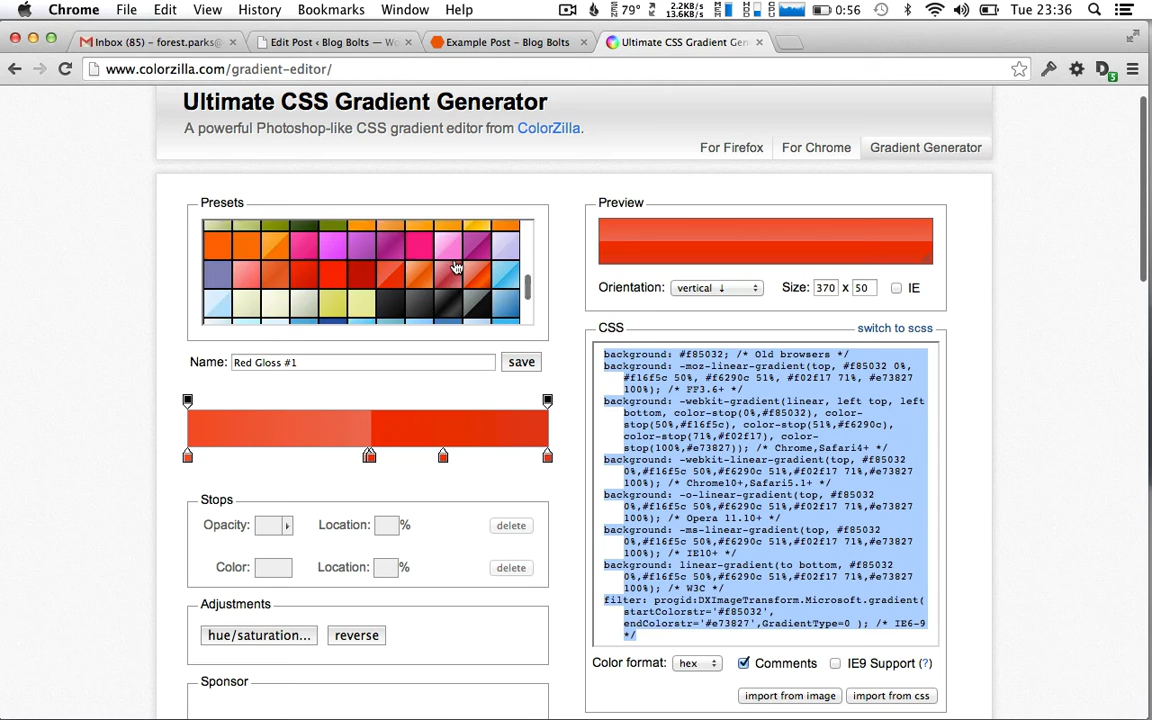 Chrome File Edit View History Bookmarks Window Help 79° 2.2KB/s 13.6KB/s 0:56 Tue 23:36
Inbox (85) – forest.parks@ Edit Post ‹ Blog Bolts — Wo Example Post – Blog Bolts Ultimate CSS Gradient Gen
www.colorzilla.com/gradient-editor/
Ultimate CSS Gradient Generator
A powerful Photoshop-like CSS gradient editor from ColorZilla.
For Firefox For Chrome Gradient Generator
Presets
Name: Red Gloss #1 save
Stops
Opacity: Location: % delete
Color: Location: % delete
Adjustments
hue/saturation... reverse
Sponsor
Preview
Orientation: vertical ↓ Size: 370 x 50 IE
CSS switch to scss
background: #f85032; /* Old browsers */
background: -moz-linear-gradient(top, #f85032 0%,
#f16f5c 50%, #f6290c 51%, #f02f17 71%, #e73827
100%); /* FF3.6+ */
background: -webkit-gradient(linear, left top, left
bottom, color-stop(0%,#f85032), color-
stop(50%,#f16f5c), color-stop(51%,#f6290c),
color-stop(71%,#f02f17), color-
stop(100%,#e73827)); /* Chrome,Safari4+ */
background: -webkit-linear-gradient(top, #f85032
0%,#f16f5c 50%,#f6290c 51%,#f02f17 71%,#e73827
100%); /* Chrome10+,Safari5.1+ */
background: -o-linear-gradient(top, #f85032
0%,#f16f5c 50%,#f6290c 51%,#f02f17 71%,#e73827
100%); /* Opera 11.10+ */
background: -ms-linear-gradient(top, #f85032
0%,#f16f5c 50%,#f6290c 51%,#f02f17 71%,#e73827
100%); /* IE10+ */
background: linear-gradient(to bottom, #f85032
0%,#f16f5c 50%,#f6290c 51%,#f02f17 71%,#e73827
100%); /* W3C */
filter: progid:DXImageTransform.Microsoft.gradient(
startColorstr='#f85032',
endColorstr='#e73827',GradientType=0 ); /* IE6-9
*/
Color format: hex Comments IE9 Support (?)
import from image import from css